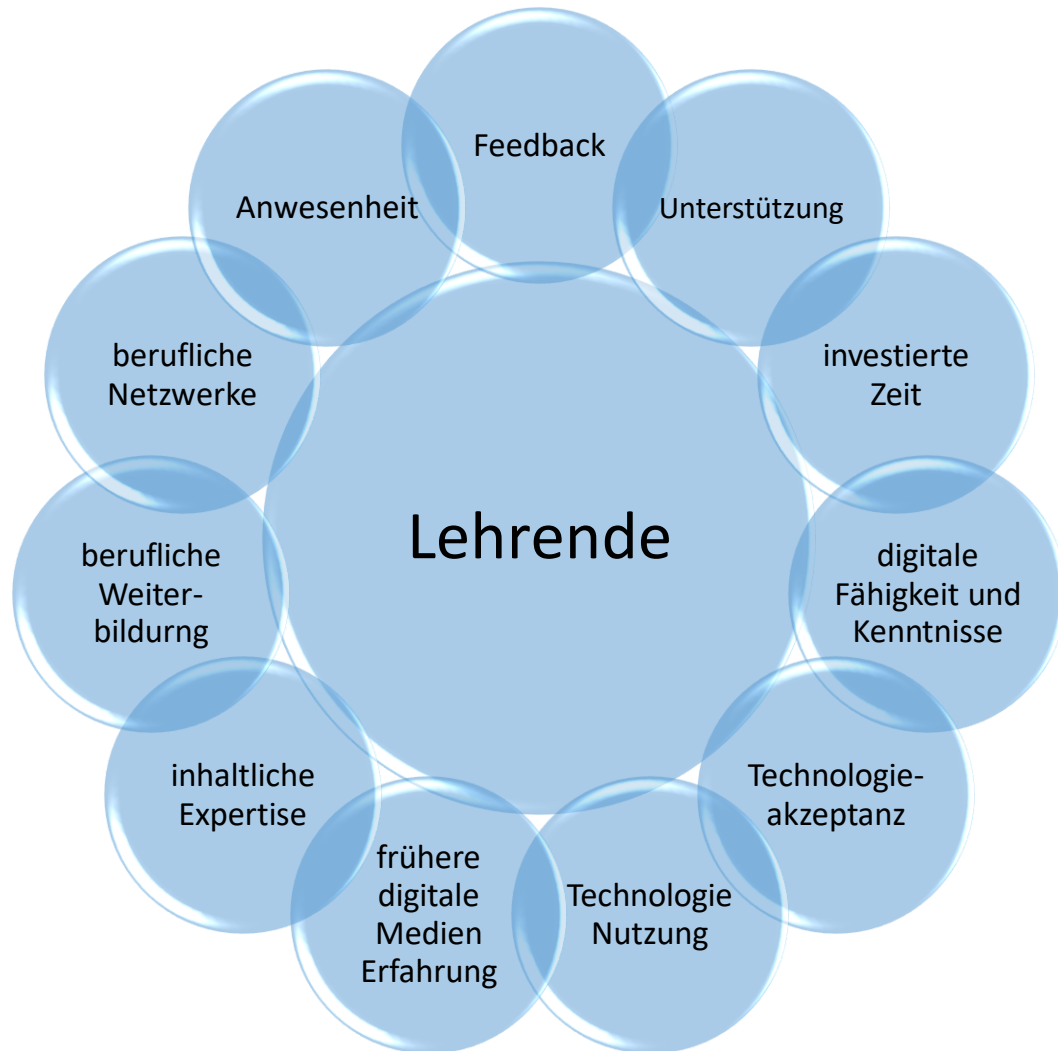 Feedback
Unterstützung
investierte
Zeit
digitale
Fähigkeit und
Kenntnisse
Technologie-
akzeptanz
Technologie
Nutzung
frühere
digitale
Medien
Erfahrung
inhaltliche
Expertise
berufliche
Weiter-
bildurng
berufliche
Netzwerke
Anwesenheit
Lehrende